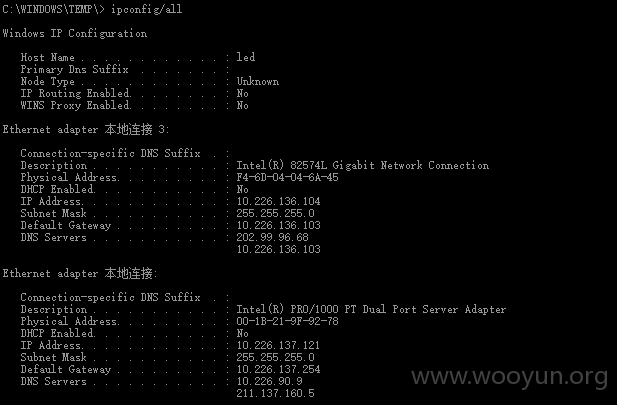 C:\WINDOWS\TEMP\> ipconfig/all
Windows IP Configuration
Host Name . . . . . . . . . . . . : led
Primary Dns Suffix . . . . . . . :
Node Type . . . . . . . . . . . . : Unknown
IP Routing Enabled. . . . . . . . : No
WINS Proxy Enabled. . . . . . . . : No
Ethernet adapter 本地连接 3:
Connection-specific DNS Suffix . :
Description . . . . . . . . . . . : Intel(R) 82574L Gigabit Network Connection
Physical Address. . . . . . . . . : F4-6D-04-04-6A-45
DHCP Enabled. . . . . . . . . . . : No
IP Address. . . . . . . . . . . . : 10.226.136.104
Subnet Mask . . . . . . . . . . . : 255.255.255.0
Default Gateway . . . . . . . . . : 10.226.136.103
DNS Servers . . . . . . . . . . . : 202.99.96.68
10.226.136.103
Ethernet adapter 本地连接:
Connection-specific DNS Suffix . :
Description . . . . . . . . . . . : Intel(R) PRO/1000 PT Dual Port Server Adapter
Physical Address. . . . . . . . . : 00-1B-21-9F-92-78
DHCP Enabled. . . . . . . . . . . : No
IP Address. . . . . . . . . . . . : 10.226.137.121
Subnet Mask . . . . . . . . . . . : 255.255.255.0
Default Gateway . . . . . . . . . : 10.226.137.254
DNS Servers . . . . . . . . . . . : 10.226.90.9
211.137.160.5
www.wooyun.org